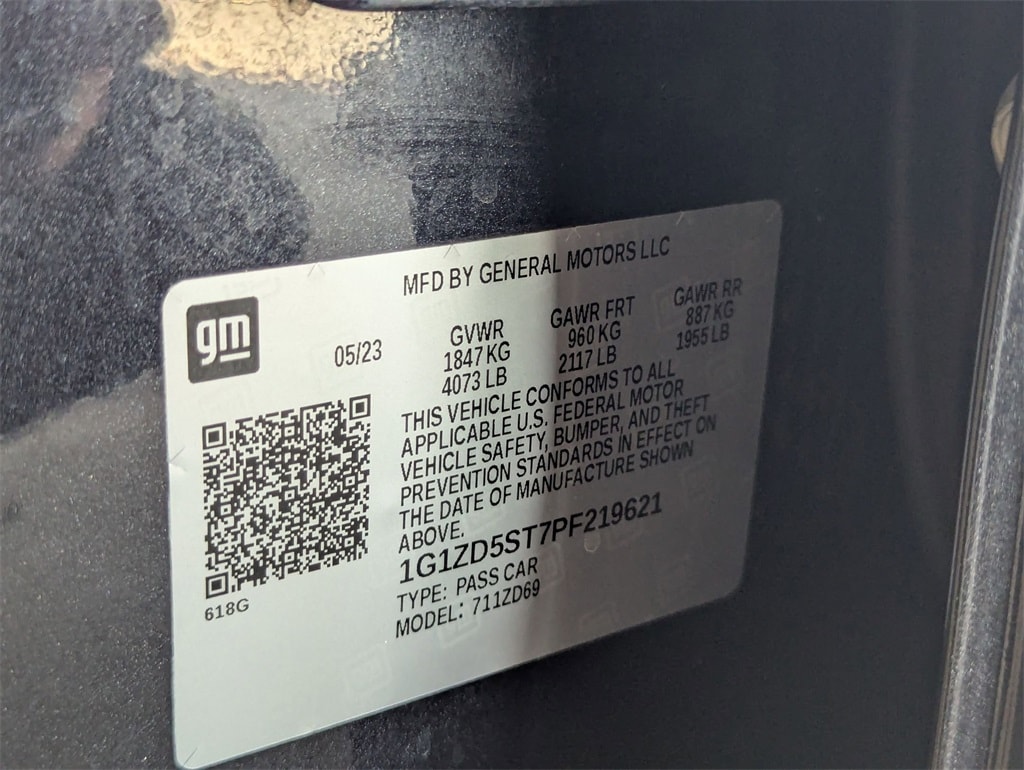 MFD BY GENERAL MOTORS LLC
gm
05/23
GVWR
1847 KG
4073 LB
GAWR FRT
960 KG
2117 LB
GAWR RR
887 KG
1955 LB
THIS VEHICLE CONFORMS TO ALL
APPLICABLE U.S. FEDERAL MOTOR
VEHICLE SAFETY, BUMPER, AND THEFT
PREVENTION STANDARDS IN EFFECT ON
THE DATE OF MANUFACTURE SHOWN
ABOVE.
1G1ZD5ST7PF219621
TYPE: PASS CAR
MODEL: 711ZD69
618G